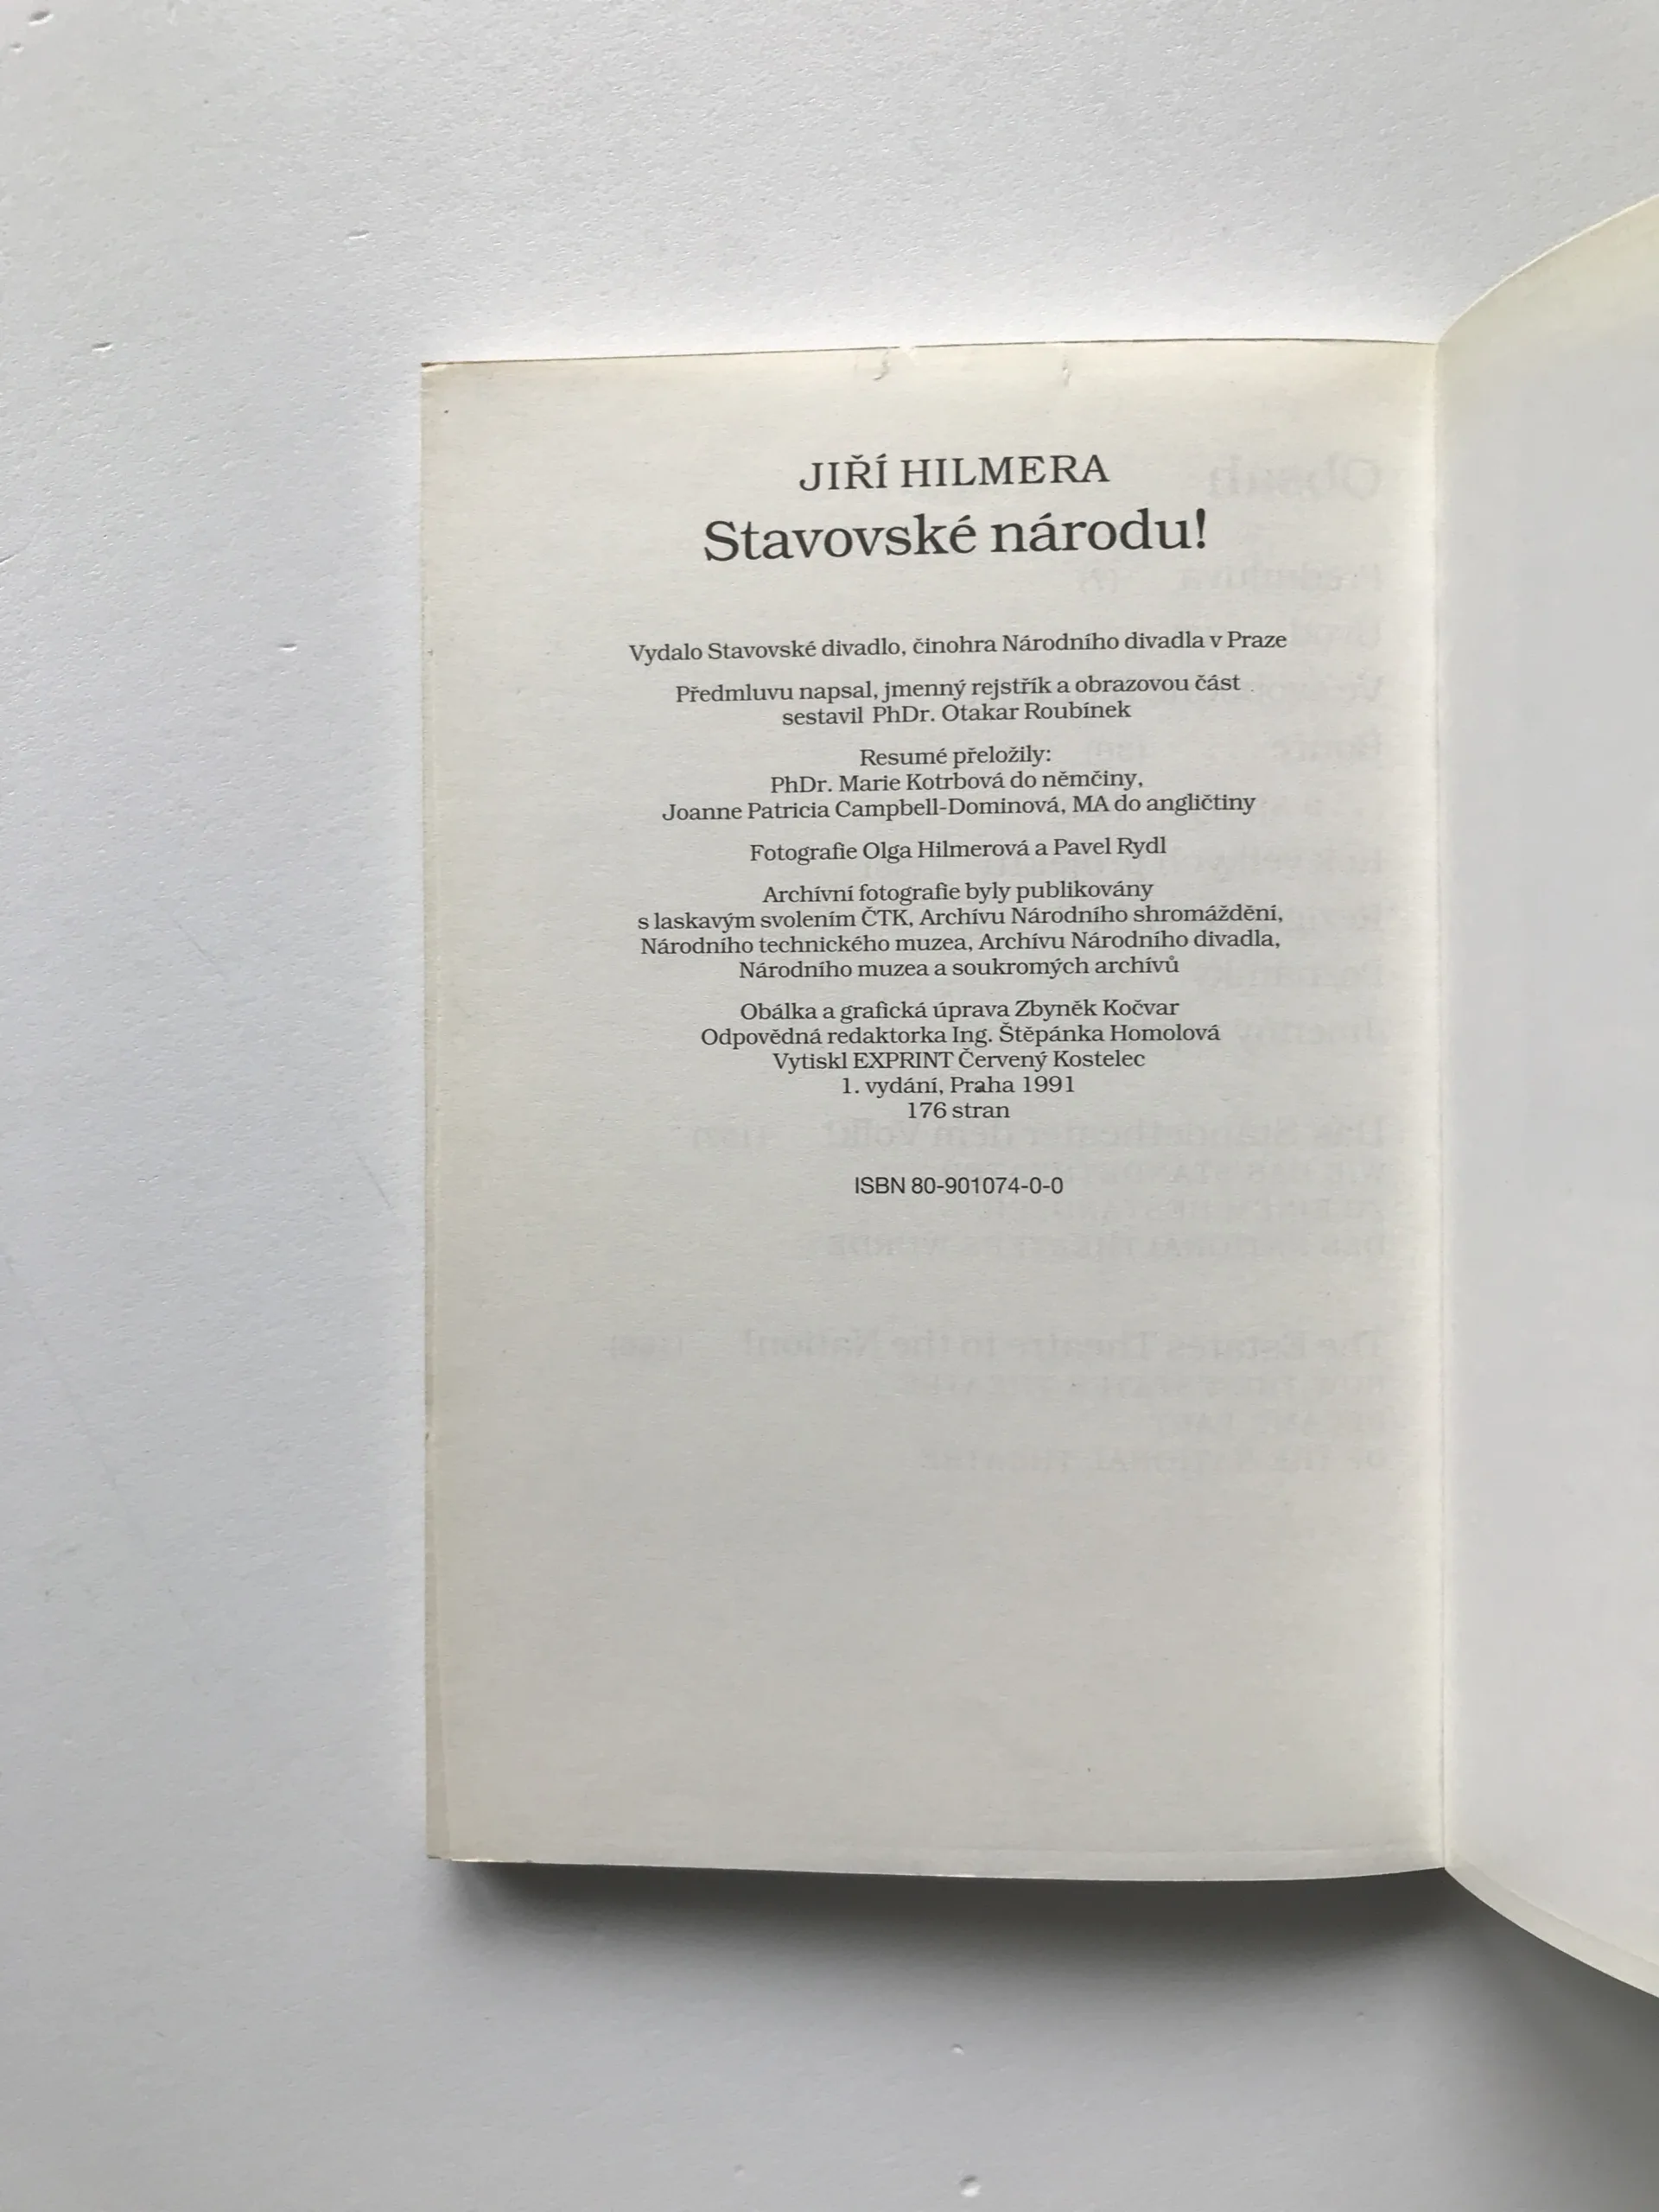 JIŘÍ HILMERA
Stavovské národu!
Vydalo Stavovské divadlo, činohra Národního divadla v Praze
Předmluvu napsal, jmenný rejstřík a obrazovou část
sestavil PhDr. Otakar Roubínek
Resumé přeložily:
PhDr. Marie Kotrbová do němčiny,
Joanne Patricia Campbell-Dominová, MA do angličtiny
Fotografie Olga Hilmerová a Pavel Rydl
Archívní fotografie byly publikovány
s laskavým svolením ČTK, Archívu Národního shromáždění,
Národního technického muzea, Archívu Národního divadla,
Národního muzea a soukromých archívů
Obálka a grafická úprava Zbyněk Kočvar
Odpovědná redaktorka Ing. Štěpánka Homolová
Vytiskl EXPRINT Červený Kostelec
1. vydání, Praha 1991
176 stran
ISBN 80-901074-0-0